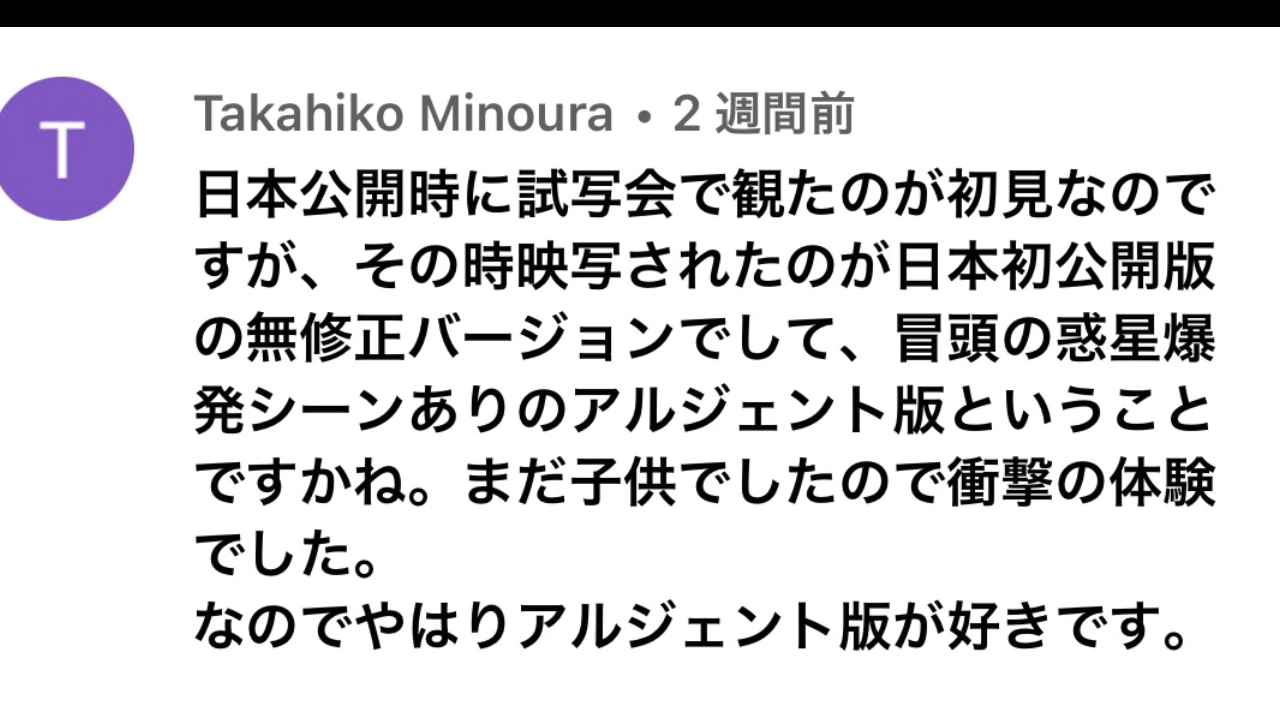 T
Takahiko Minoura • 2 週間前
日本公開時に試写会で観たのが初見なので
すが、その時映写されたのが日本初公開版
の無修正バージョンでして、冒頭の惑星爆
発シーンありのアルジェント版ということ
ですかね。まだ子供でしたので衝撃の体験
でした。
なのでやはりアルジェント版が好きです。